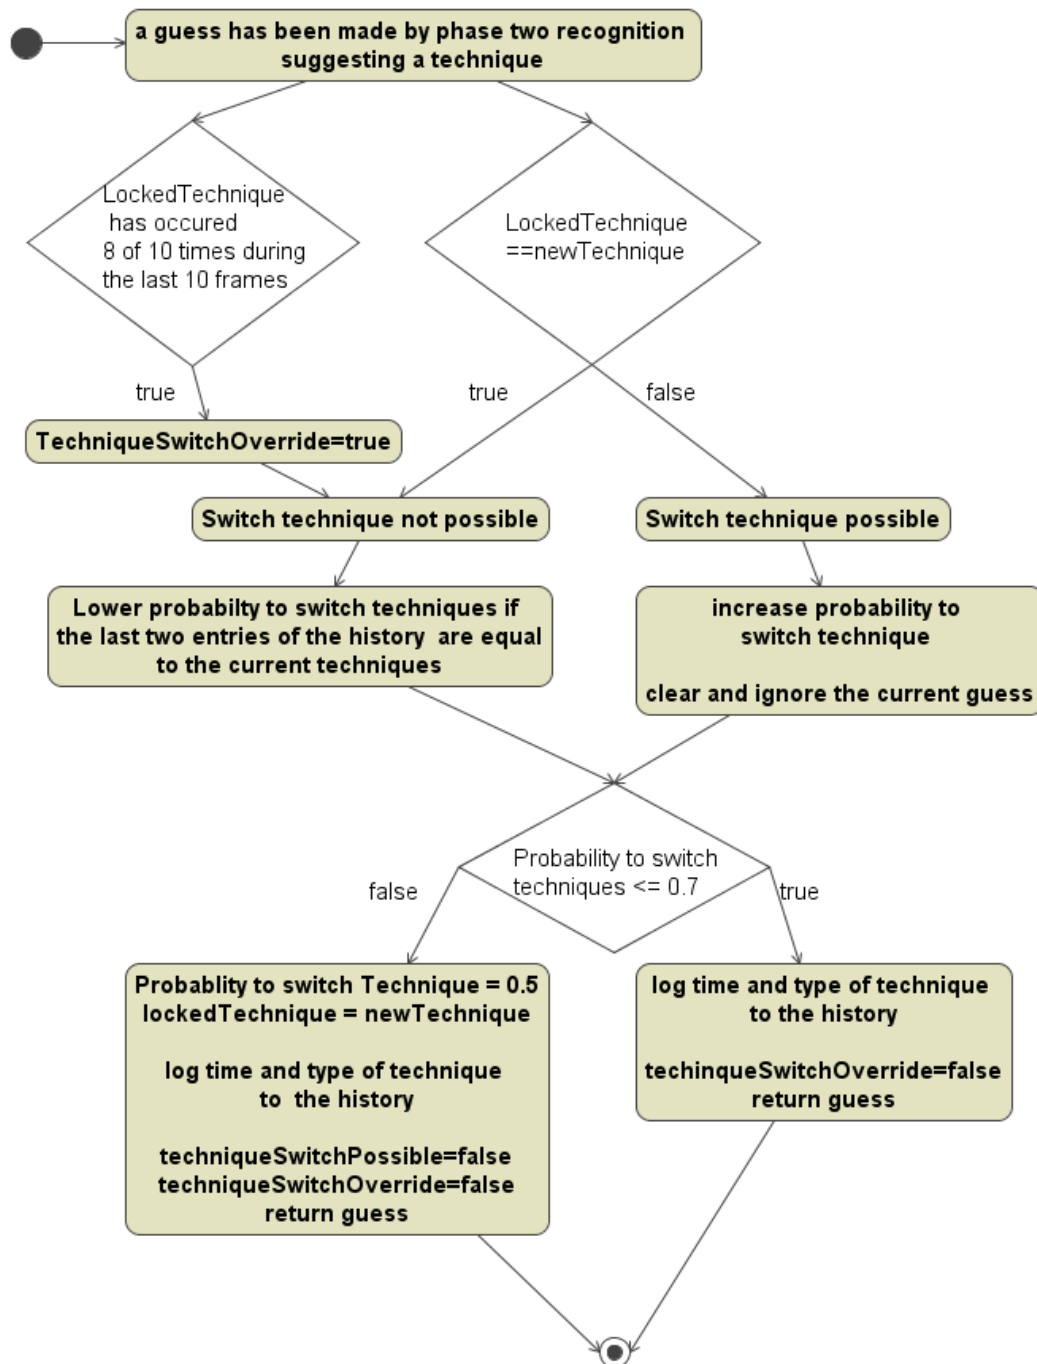 a guess has been made by phase two recognition
suggesting a technique
LockedTechnique
has occured
8 of 10 times during
the last 10 frames
LockedTechnique
==newTechnique
true
true
false
TechniqueSwitchOverride=true
Switch technique not possible
Switch technique possible
Lower probabilty to switch techniques if
the last two entries of the history are equal
to the current techniques
increase probability to
switch technique
clear and ignore the current guess
Probability to switch
techniques <= 0.7
false
true
Probablity to switch Technique = 0.5
lockedTechnique = newTechnique
log time and type of technique
to the history
techniqueSwitchPossible=false
techniqueSwitchOverride=false
return guess
log time and type of technique
to the history
techinqueSwitchOverride=false
return guess